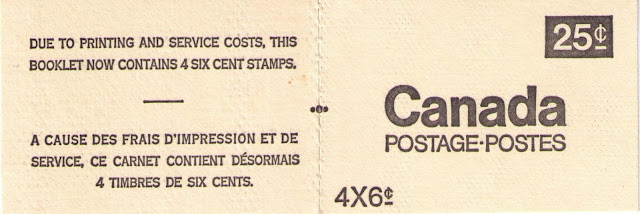 DUE TO PRINTING AND SERVICE COSTS, THIS
BOOKLET NOW CONTAINS 4 SIX CENT STAMPS.
A CAUSE DES FRAIS D'IMPRESSION ET DE
SERVICE, CE CARNET CONTIENT DÉSORMAIS
4 TIMBRES DE SIX CENTS.
25¢
Canada
POSTAGE·POSTES
4X6¢